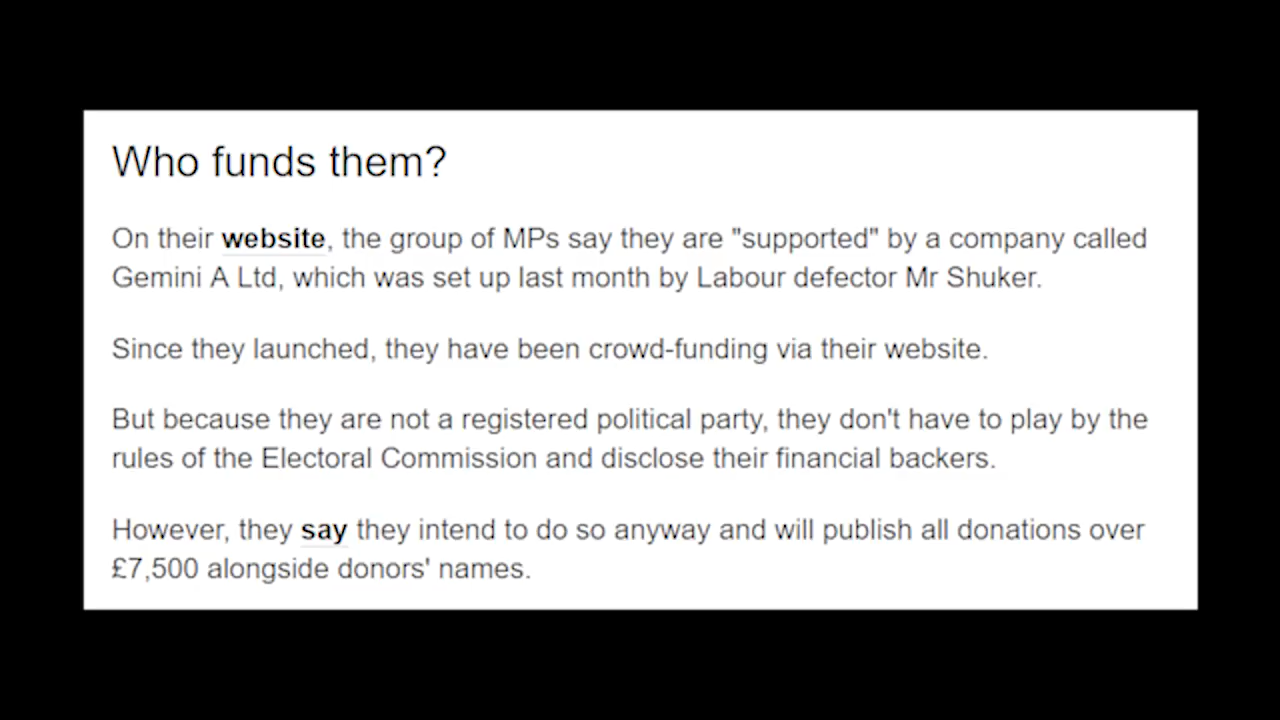 Who funds them?
On their website, the group of MPs say they are "supported" by a company called
Gemini A Ltd, which was set up last month by Labour defector Mr Shuker.
Since they launched, they have been crowd-funding via their website.
But because they are not a registered political party, they don't have to play by the
rules of the Electoral Commission and disclose their financial backers.
However, they say they intend to do so anyway and will publish all donations over
£7,500 alongside donors' names.